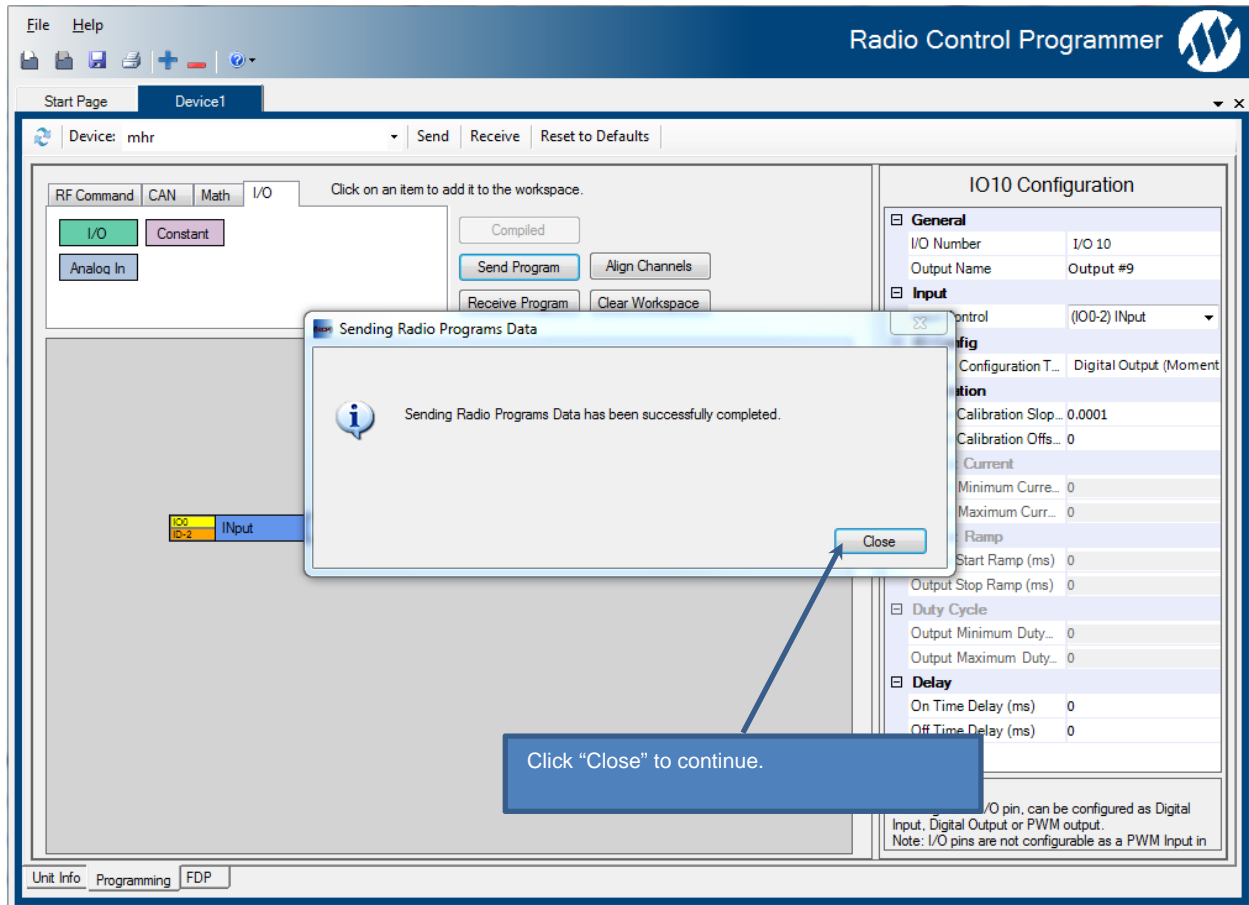 File Help
Radio Control Programmer
Start Page Device1
Device: mhr Send Receive Reset to Defaults
RF Command CAN Math I/O
Click on an item to add it to the workspace.
I/O Constant
Analog In
Compiled
Send Program Align Channels
Receive Program Clear Workspace
IO0
ID-2
INput
Sending Radio Programs Data
Sending Radio Programs Data has been successfully completed.
Close
Click “Close” to continue.
IO10 Configuration
General
I/O Number I/O 10
Output Name Output #9
Input
ontrol (IO0-2) INput
fig
Configuration T... Digital Output (Moment
tion
Calibration Slop... 0.0001
Calibration Offs... 0
Current
Minimum Curre... 0
Maximum Curr... 0
Ramp
Start Ramp (ms) 0
Output Stop Ramp (ms) 0
Duty Cycle
Output Minimum Duty... 0
Output Maximum Duty... 0
Delay
On Time Delay (ms) 0
Off Time Delay (ms) 0
/O pin, can be configured as Digital
Input, Digital Output or PWM output.
Note: I/O pins are not configurable as a PWM Input in
Unit Info Programming FDP